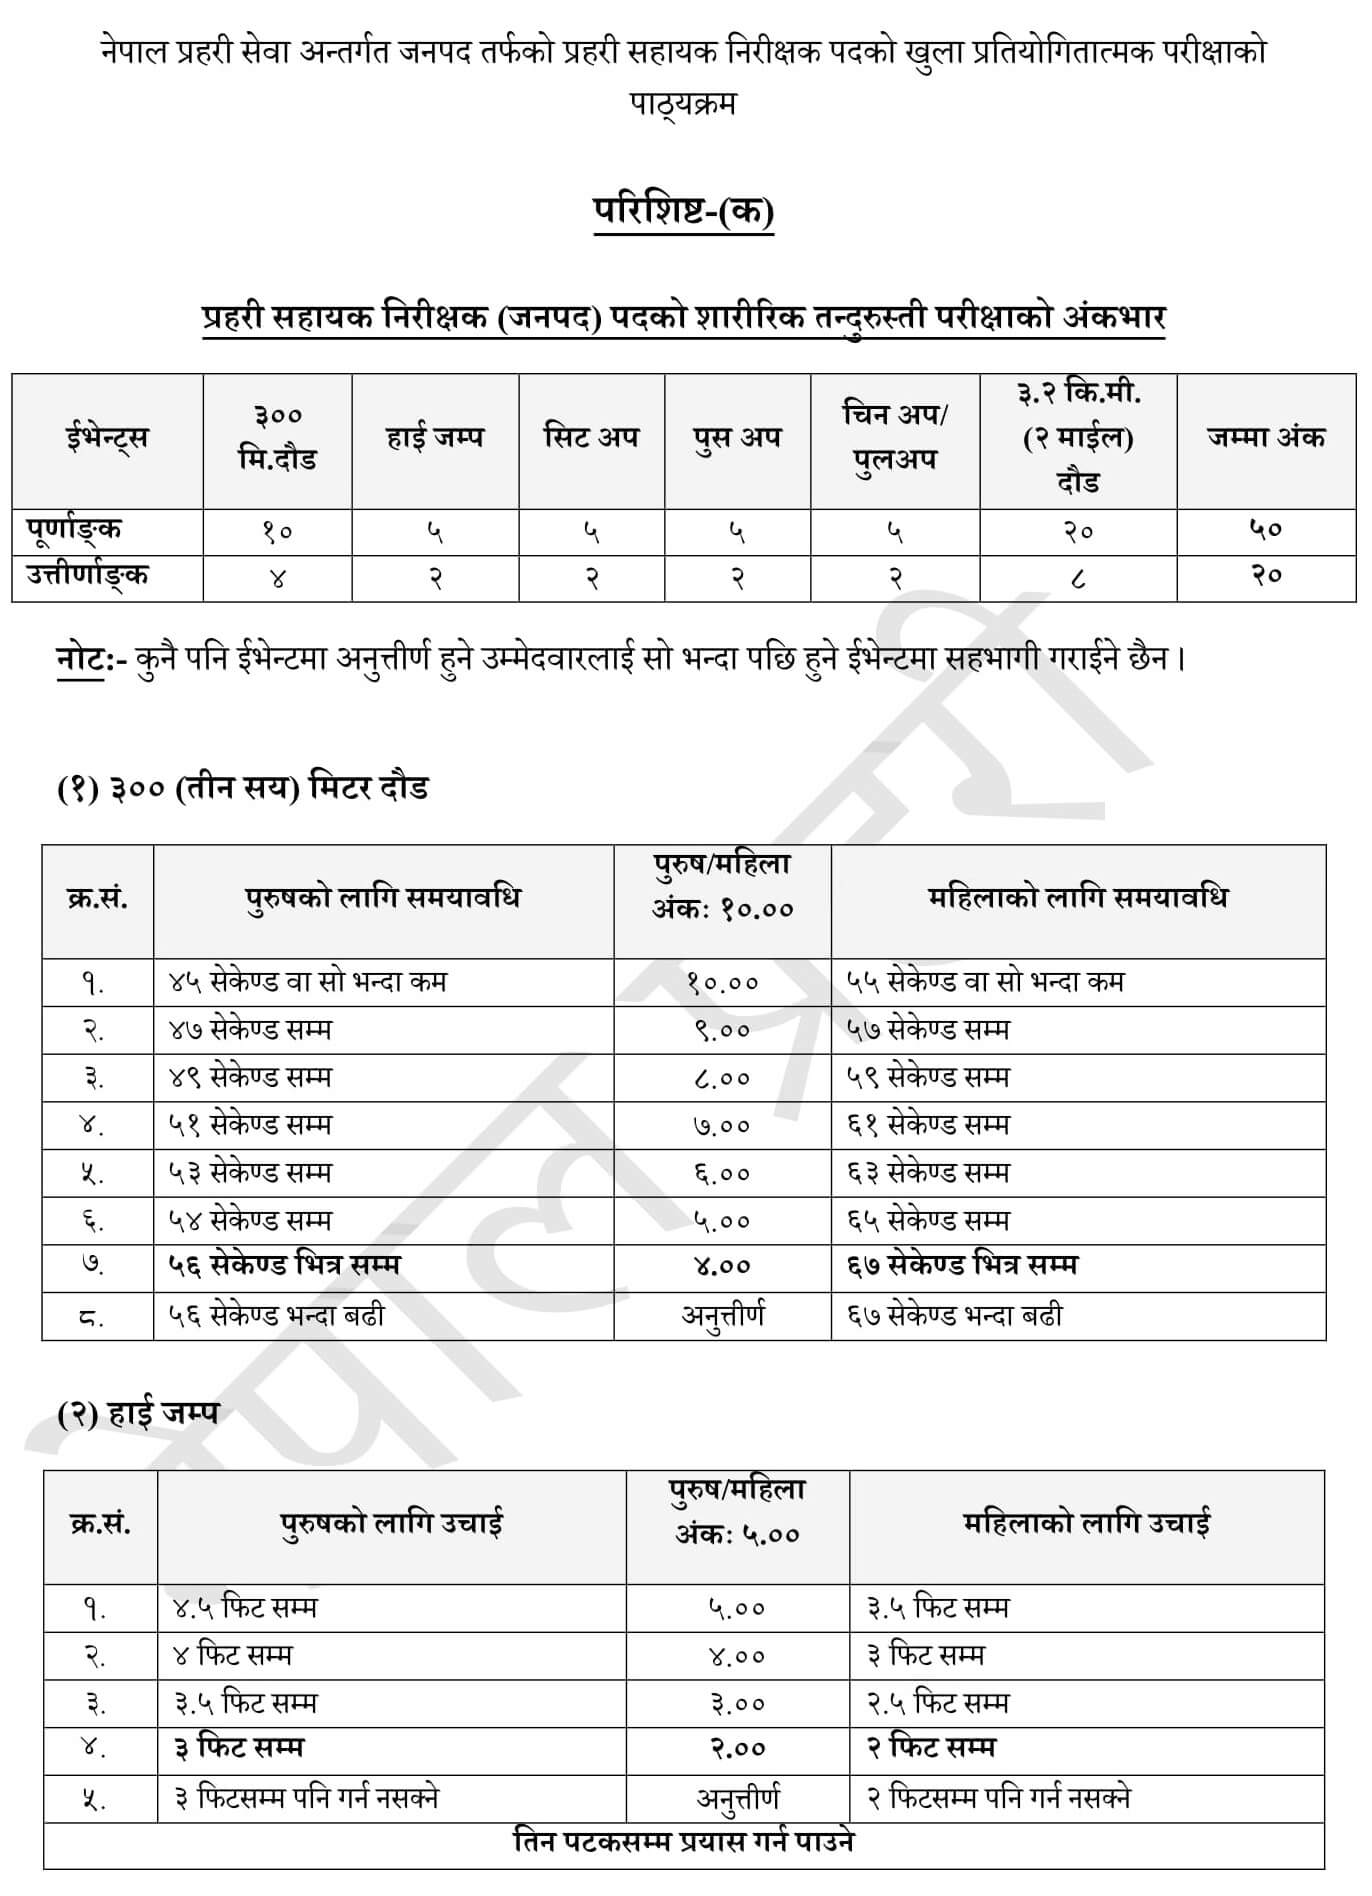 नेपाल प्रहरी सेवा अन्तर्गत जनपद तर्फको प्रहरी सहायक निरीक्षक पदको खुला प्रतियोगितात्मक परीक्षाको
पाठ्यक्रम
परिशिष्ट-(क)
प्रहरी सहायक निरीक्षक (जनपद) पदको शारीरिक तन्दुरुस्ती परीक्षाको अंकभार
ईभेन्ट्स ३०० मि.दौड हाई जम्प सिट अप पुस अप चिन अप/ पुलअप ३.२ कि.मी. (२ माईल) दौड जम्मा अंक
पूर्णाङ्क १० ५ ५ ५ ५ २० ५०
उत्तीर्णाङ्क ४ २ २ २ २ ८ २०
नोट:- कुनै पनि ईभेन्टमा अनुत्तीर्ण हुने उम्मेदवारलाई सो भन्दा पछि हुने ईभेन्टमा सहभागी गराईने छैन ।
(१) ३०० (तीन सय) मिटर दौड
क्र.सं. पुरुषको लागि समयावधि पुरुष/महिला अंक: १०.०० महिलाको लागि समयावधि
१. ४५ सेकेण्ड वा सो भन्दा कम १०.०० ५५ सेकेण्ड वा सो भन्दा कम
२. ४७ सेकेण्ड सम्म ९.०० ५७ सेकेण्ड सम्म
३. ४९ सेकेण्ड सम्म ८.०० ५९ सेकेण्ड सम्म
४. ५१ सेकेण्ड सम्म ७.०० ६१ सेकेण्ड सम्म
५. ५३ सेकेण्ड सम्म ६.०० ६३ सेकेण्ड सम्म
६. ५४ सेकेण्ड सम्म ५.०० ६५ सेकेण्ड सम्म
७. ५६ सेकेण्ड भित्र सम्म ४.०० ६७ सेकेण्ड भित्र सम्म
८. ५६ सेकेण्ड भन्दा बढी अनुत्तीर्ण ६७ सेकेण्ड भन्दा बढी
(२) हाई जम्प
क्र.सं. पुरुषको लागि उचाई पुरुष/महिला अंक: ५.०० महिलाको लागि उचाई
१. ४.५ फिट सम्म ५.०० ३.५ फिट सम्म
२. ४ फिट सम्म ४.०० ३ फिट सम्म
३. ३.५ फिट सम्म ३.०० २.५ फिट सम्म
४. ३ फिट सम्म २.०० २ फिट सम्म
५. ३ फिटसम्म पनि गर्न नसक्ने अनुत्तीर्ण २ फिटसम्म पनि गर्न नसक्ने
तिन पटकसम्म प्रयास गर्न पाउने
नेपाल प्रहरी